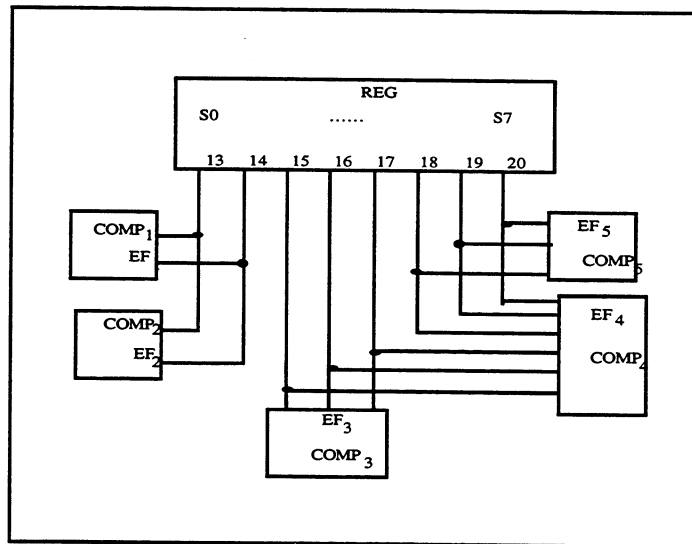 REG
S0 ...... S7
13 14 15 16 17 18 19 20
COMP1
EF
COMP2
EF2
EF3
COMP3
EF5
COMP5
EF4
COMP4